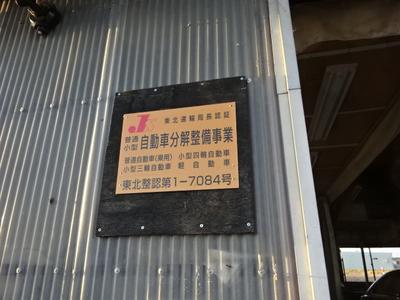 JS 東北運輸局長認証
普通 小型 自動車分解整備事業
普通自動車(乗用) 小型四輪自動車
小型三輪自動車 軽自動車
東北整認第1-7084号